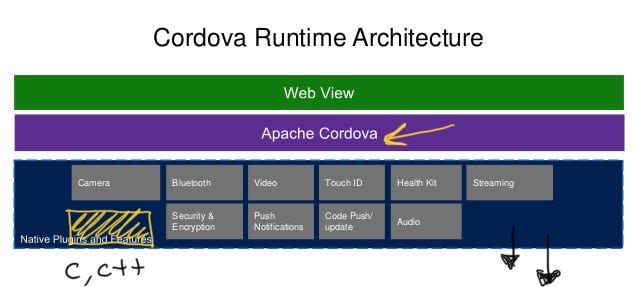 Cordova Runtime Architecture
Web View
Apache Cordova
Camera
Bluetooth
Video
Touch ID
Health Kit
Streaming
Security &
Encryption
Push
Notifications
Code Push/
update
Audio
Native Plugins and Features
C, C++